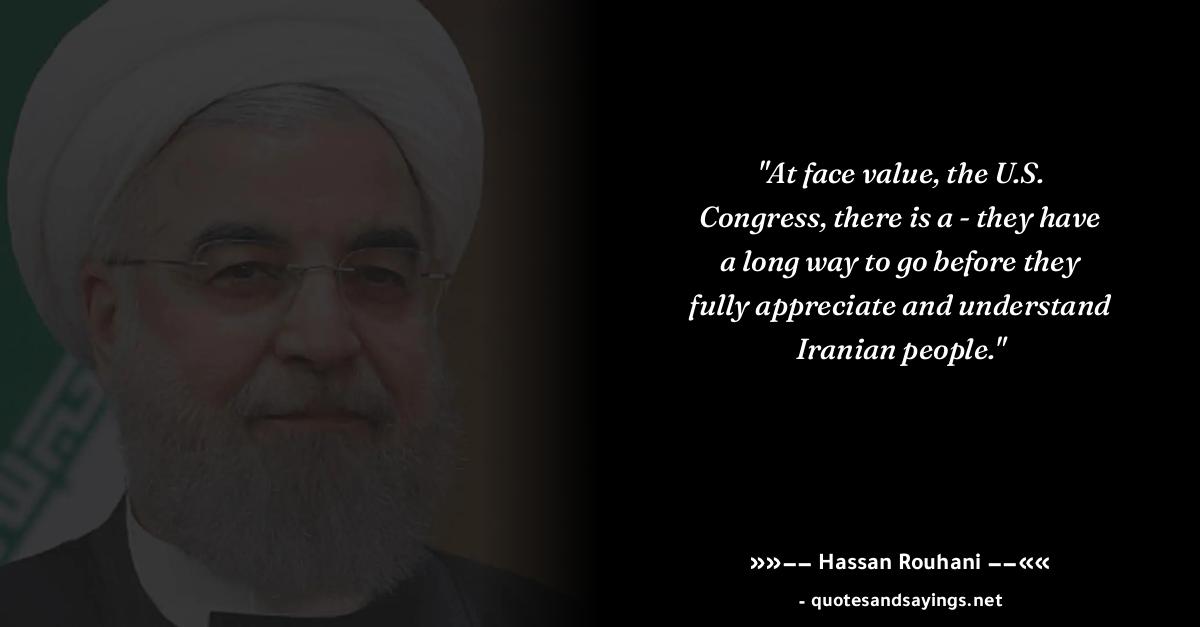 "At face value, the U.S.
Congress, there is a - they have
a long way to go before they
fully appreciate and understand
Iranian people."
»»−− Hassan Rouhani −−««
- quotesandsayings.net